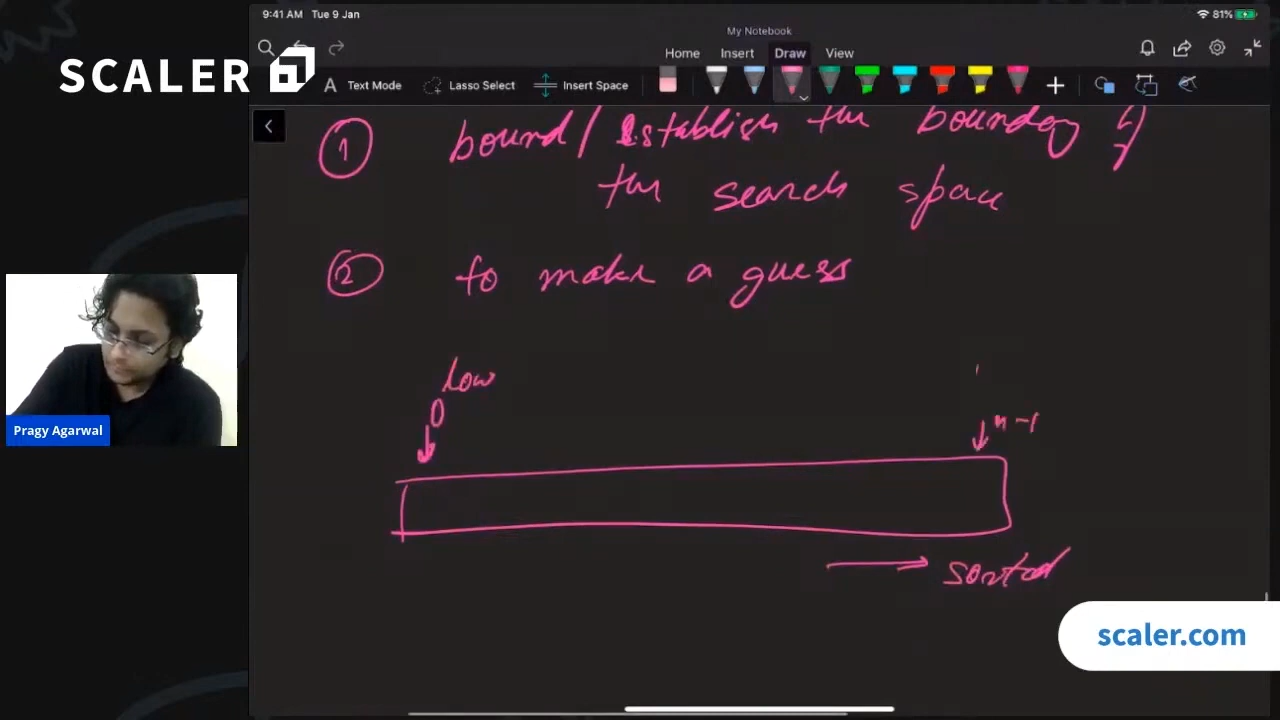 9:41 AM Tue 9 Jan
81%
My Notebook
SCALER
Home Insert Draw View
Text Mode Lasso Select Insert Space
1 bound/ Establish the boundary of
the search space
2 to make a guess
low
0
n-1
sorted
Pragy Agarwal
scaler.com